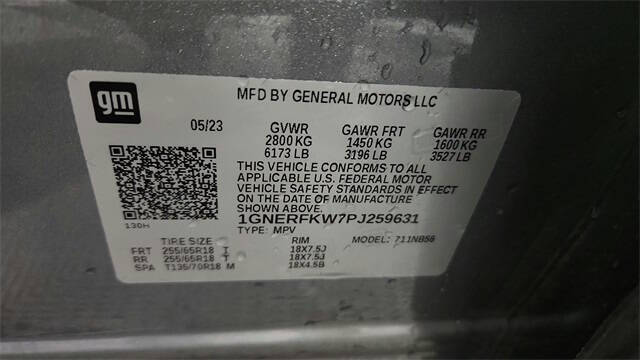 gm
MFD BY GENERAL MOTORS LLC
05/23 GVWR GAWR FRT GAWR RR
2800 KG 1450 KG 1600 KG
6173 LB 3196 LB 3527 LB
THIS VEHICLE CONFORMS TO ALL
APPLICABLE U.S. FEDERAL MOTOR
VEHICLE SAFETY STANDARDS IN EFFECT
ON THE DATE OF MANUFACTURE
SHOWN ABOVE.
1GNERFKW7PJ259631
130H TYPE: MPV MODEL: 711NB56
TIRE SIZE RIM
FRT 255/65R18 T 18X7.5J
RR 255/65R18 T 18X7.5J
SPA T135/70R18 M 18X4.5B